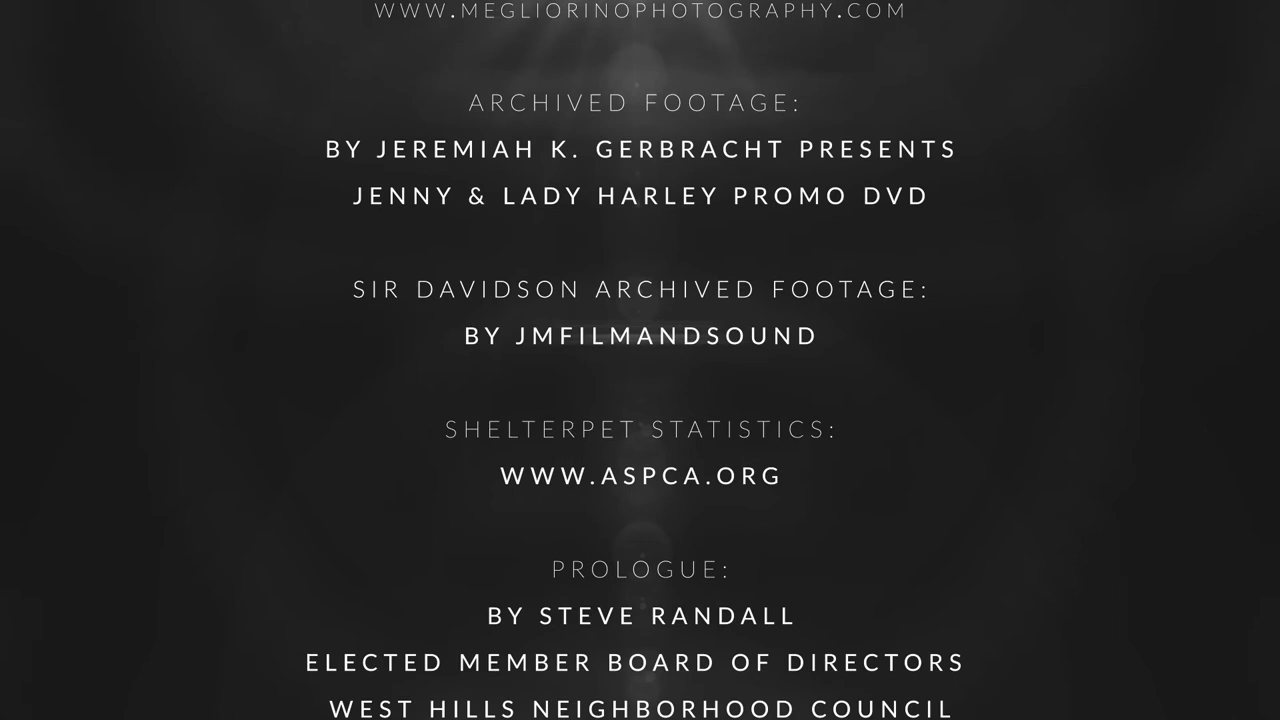 WWW.MEGLIORINOPHOTOGRAPHY.COM
ARCHIVED FOOTAGE:
BY JEREMIAH K. GERBRACHT PRESENTS
JENNY & LADY HARLEY PROMO DVD
SIR DAVIDSON ARCHIVED FOOTAGE:
BY JMFILMANDSOUND
SHELTERPET STATISTICS:
WWW.ASPCA.ORG
PROLOGUE:
BY STEVE RANDALL
ELECTED MEMBER BOARD OF DIRECTORS
WEST HILLS NEIGHBORHOOD COUNCIL